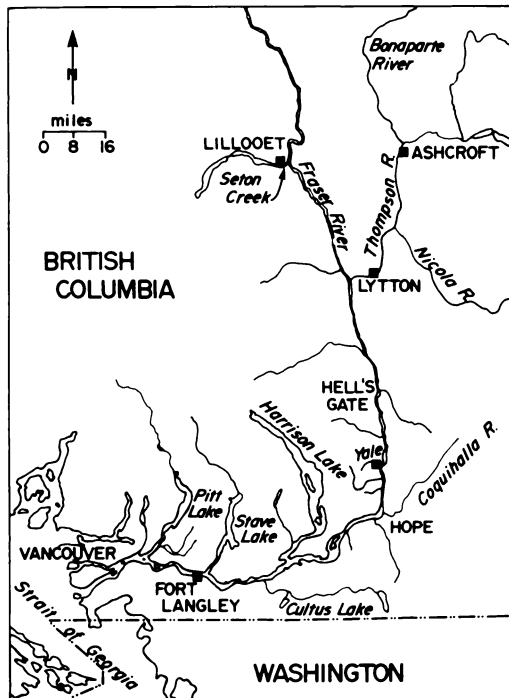 Bonaparte
River
N
miles
0 8 16
LILLOOET
ASHCROFT
Seton
Creek
Fraser River
Thompson R.
BRITISH
COLUMBIA
LYTTON
Nicola R.
HELL'S
GATE
Harrison Lake
Yale
Coquihalla R.
Pitt
Lake
Stave
Lake
HOPE
VANCOUVER
FORT
LANGLEY
Cultus Lake
Strait of Georgia
WASHINGTON